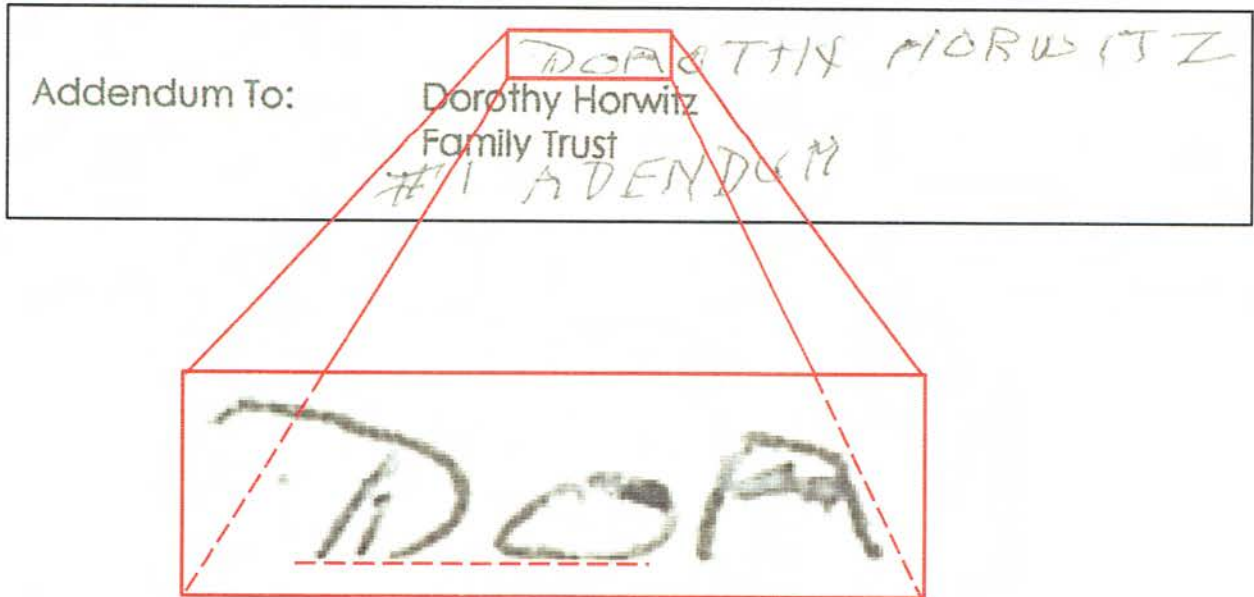 DOROTHY HORWITZ
Addendum To: Dorothy Horwitz
Family Trust
#1 ADENDUM
DOR